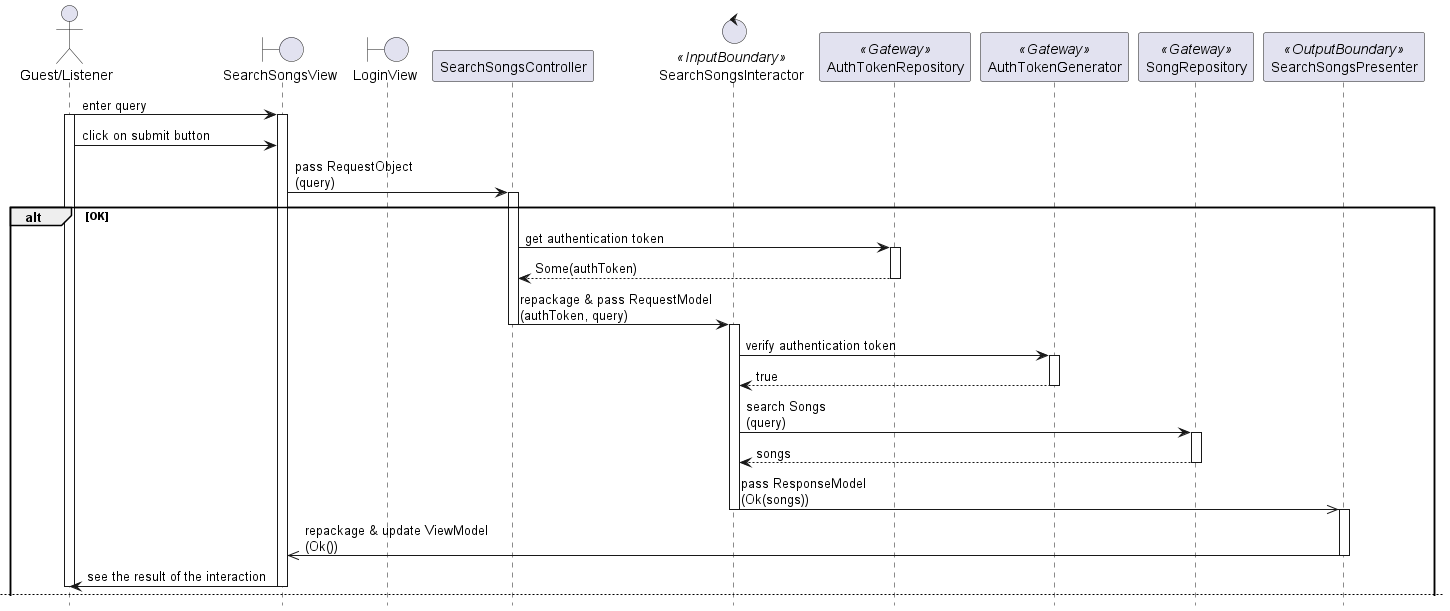 Guest/Listener
SearchSongsView
LoginView
SearchSongsController
«InputBoundary»
SearchSongsInteractor
«Gateway»
AuthTokenRepository
«Gateway»
AuthTokenGenerator
«Gateway»
SongRepository
«OutputBoundary»
SearchSongsPresenter
enter query
click on submit button
pass RequestObject
(query)
alt
[OK]
get authentication token
Some(authToken)
repackage & pass RequestModel
(authToken, query)
verify authentication token
true
search Songs
(query)
songs
pass ResponseModel
(Ok(songs))
repackage & update ViewModel
(Ok())
see the result of the interaction